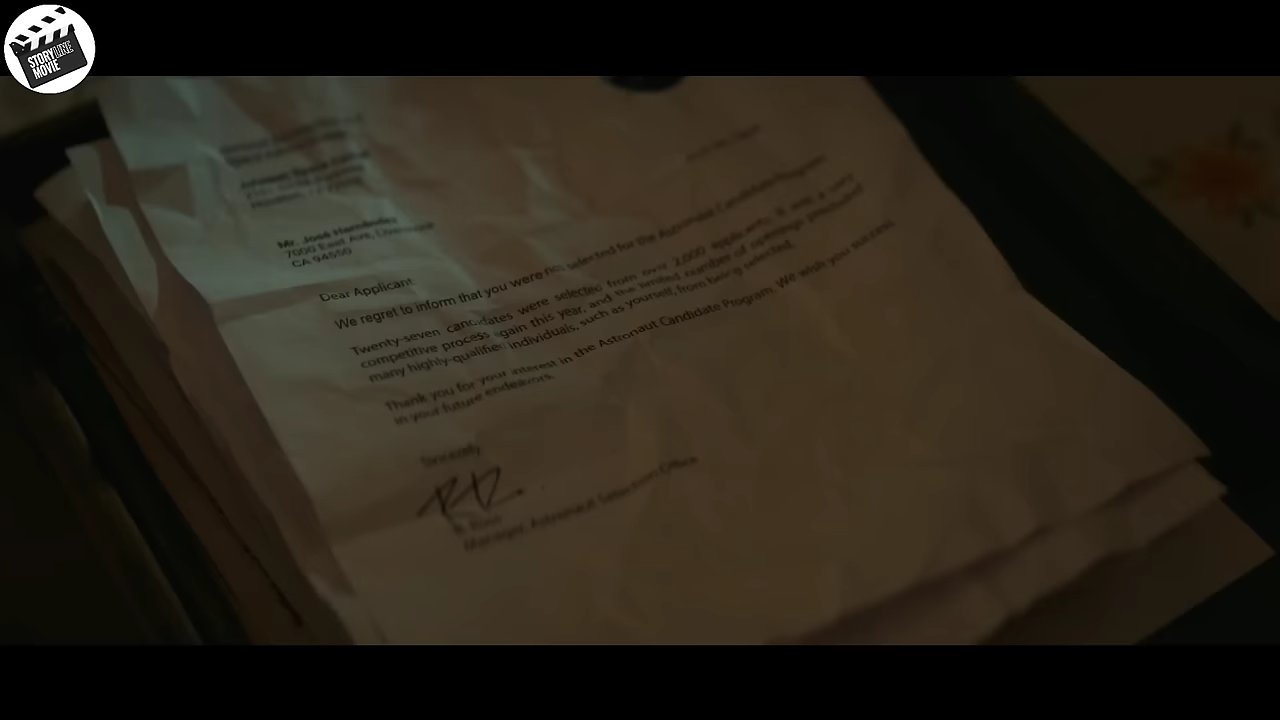 STORYLINE
MOVIE
Johnson Space Center
Houston,
Mr. José Hernández
7000 East Ave, Livermore
CA 94550
Dear Applicant
We regret to inform that you were not selected for the Astronaut Candidate Program.
Twenty-seven candidates were selected from over 2,000 applicants. It was a very
competitive process again this year, and the limited number of openings precluded
many highly-qualified individuals, such as yourself, from being selected.
Thank you for your interest in the Astronaut Candidate Program. We wish you success
in your future endeavors.
Sincerely
R. Ross
Manager, Astronaut Selection Office